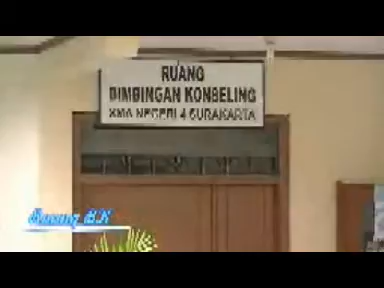 RUANG
BIMBINGAN KONSELING
SMA NEGERI 4 SURAKARTA
Ruang BK